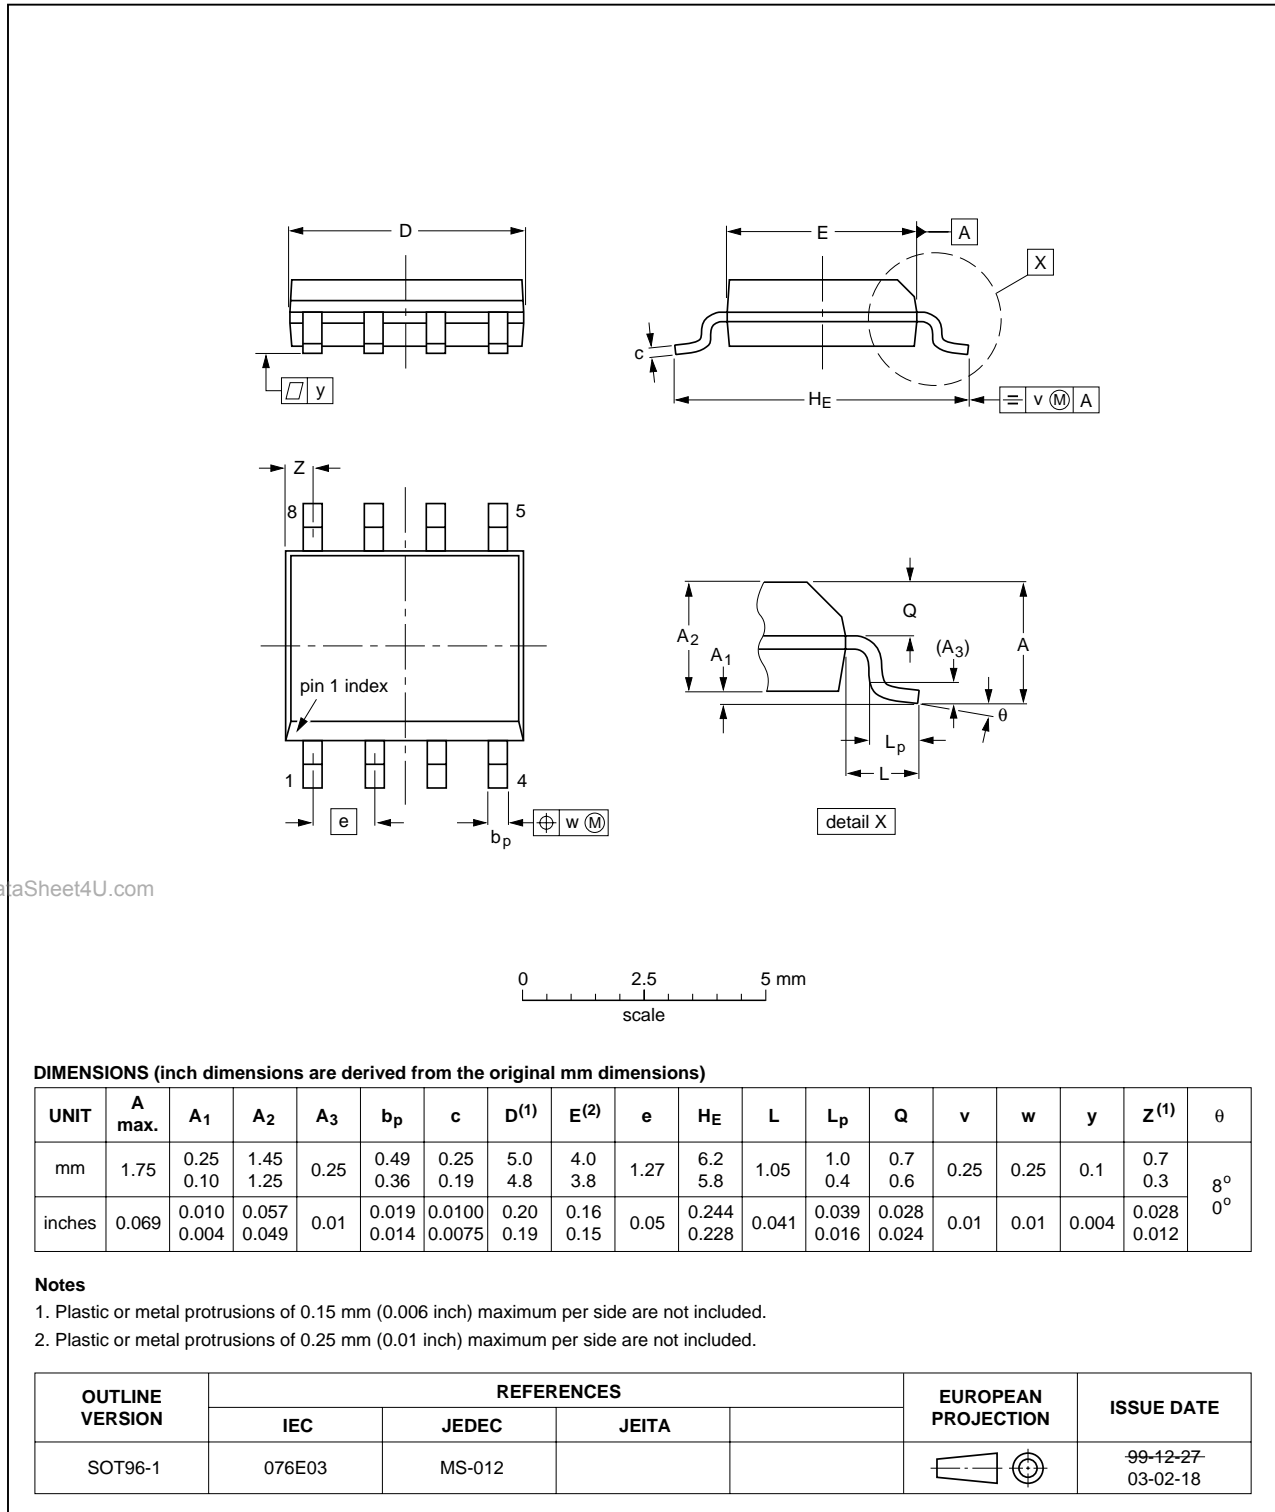 D
E
A
X
c
y
HE
v M A
Z
8
5
pin 1 index
1
4
e
bp
w M
A2
A1
Q
(A3)
A
θ
Lp
L
detail X
ataSheet4U.com
0 2.5 5 mm
scale
DIMENSIONS (inch dimensions are derived from the original mm dimensions)
UNIT A max. A1 A2 A3 bp c D(1) E(2) e HE L Lp Q v w y Z(1) θ
mm 1.75 0.25 0.10 1.45 1.25 0.25 0.49 0.36 0.25 0.19 5.0 4.8 4.0 3.8 1.27 6.2 5.8 1.05 1.0 0.4 0.7 0.6 0.25 0.25 0.1 0.7 0.3 8° 0°
inches 0.069 0.010 0.004 0.057 0.049 0.01 0.019 0.014 0.0100 0.0075 0.20 0.19 0.16 0.15 0.05 0.244 0.228 0.041 0.039 0.016 0.028 0.024 0.01 0.01 0.004 0.028 0.012
Notes
1. Plastic or metal protrusions of 0.15 mm (0.006 inch) maximum per side are not included.
2. Plastic or metal protrusions of 0.25 mm (0.01 inch) maximum per side are not included.
OUTLINE VERSION REFERENCES EUROPEAN PROJECTION ISSUE DATE
IEC JEDEC JEITA
SOT96-1 076E03 MS-012 99-12-27
03-02-18